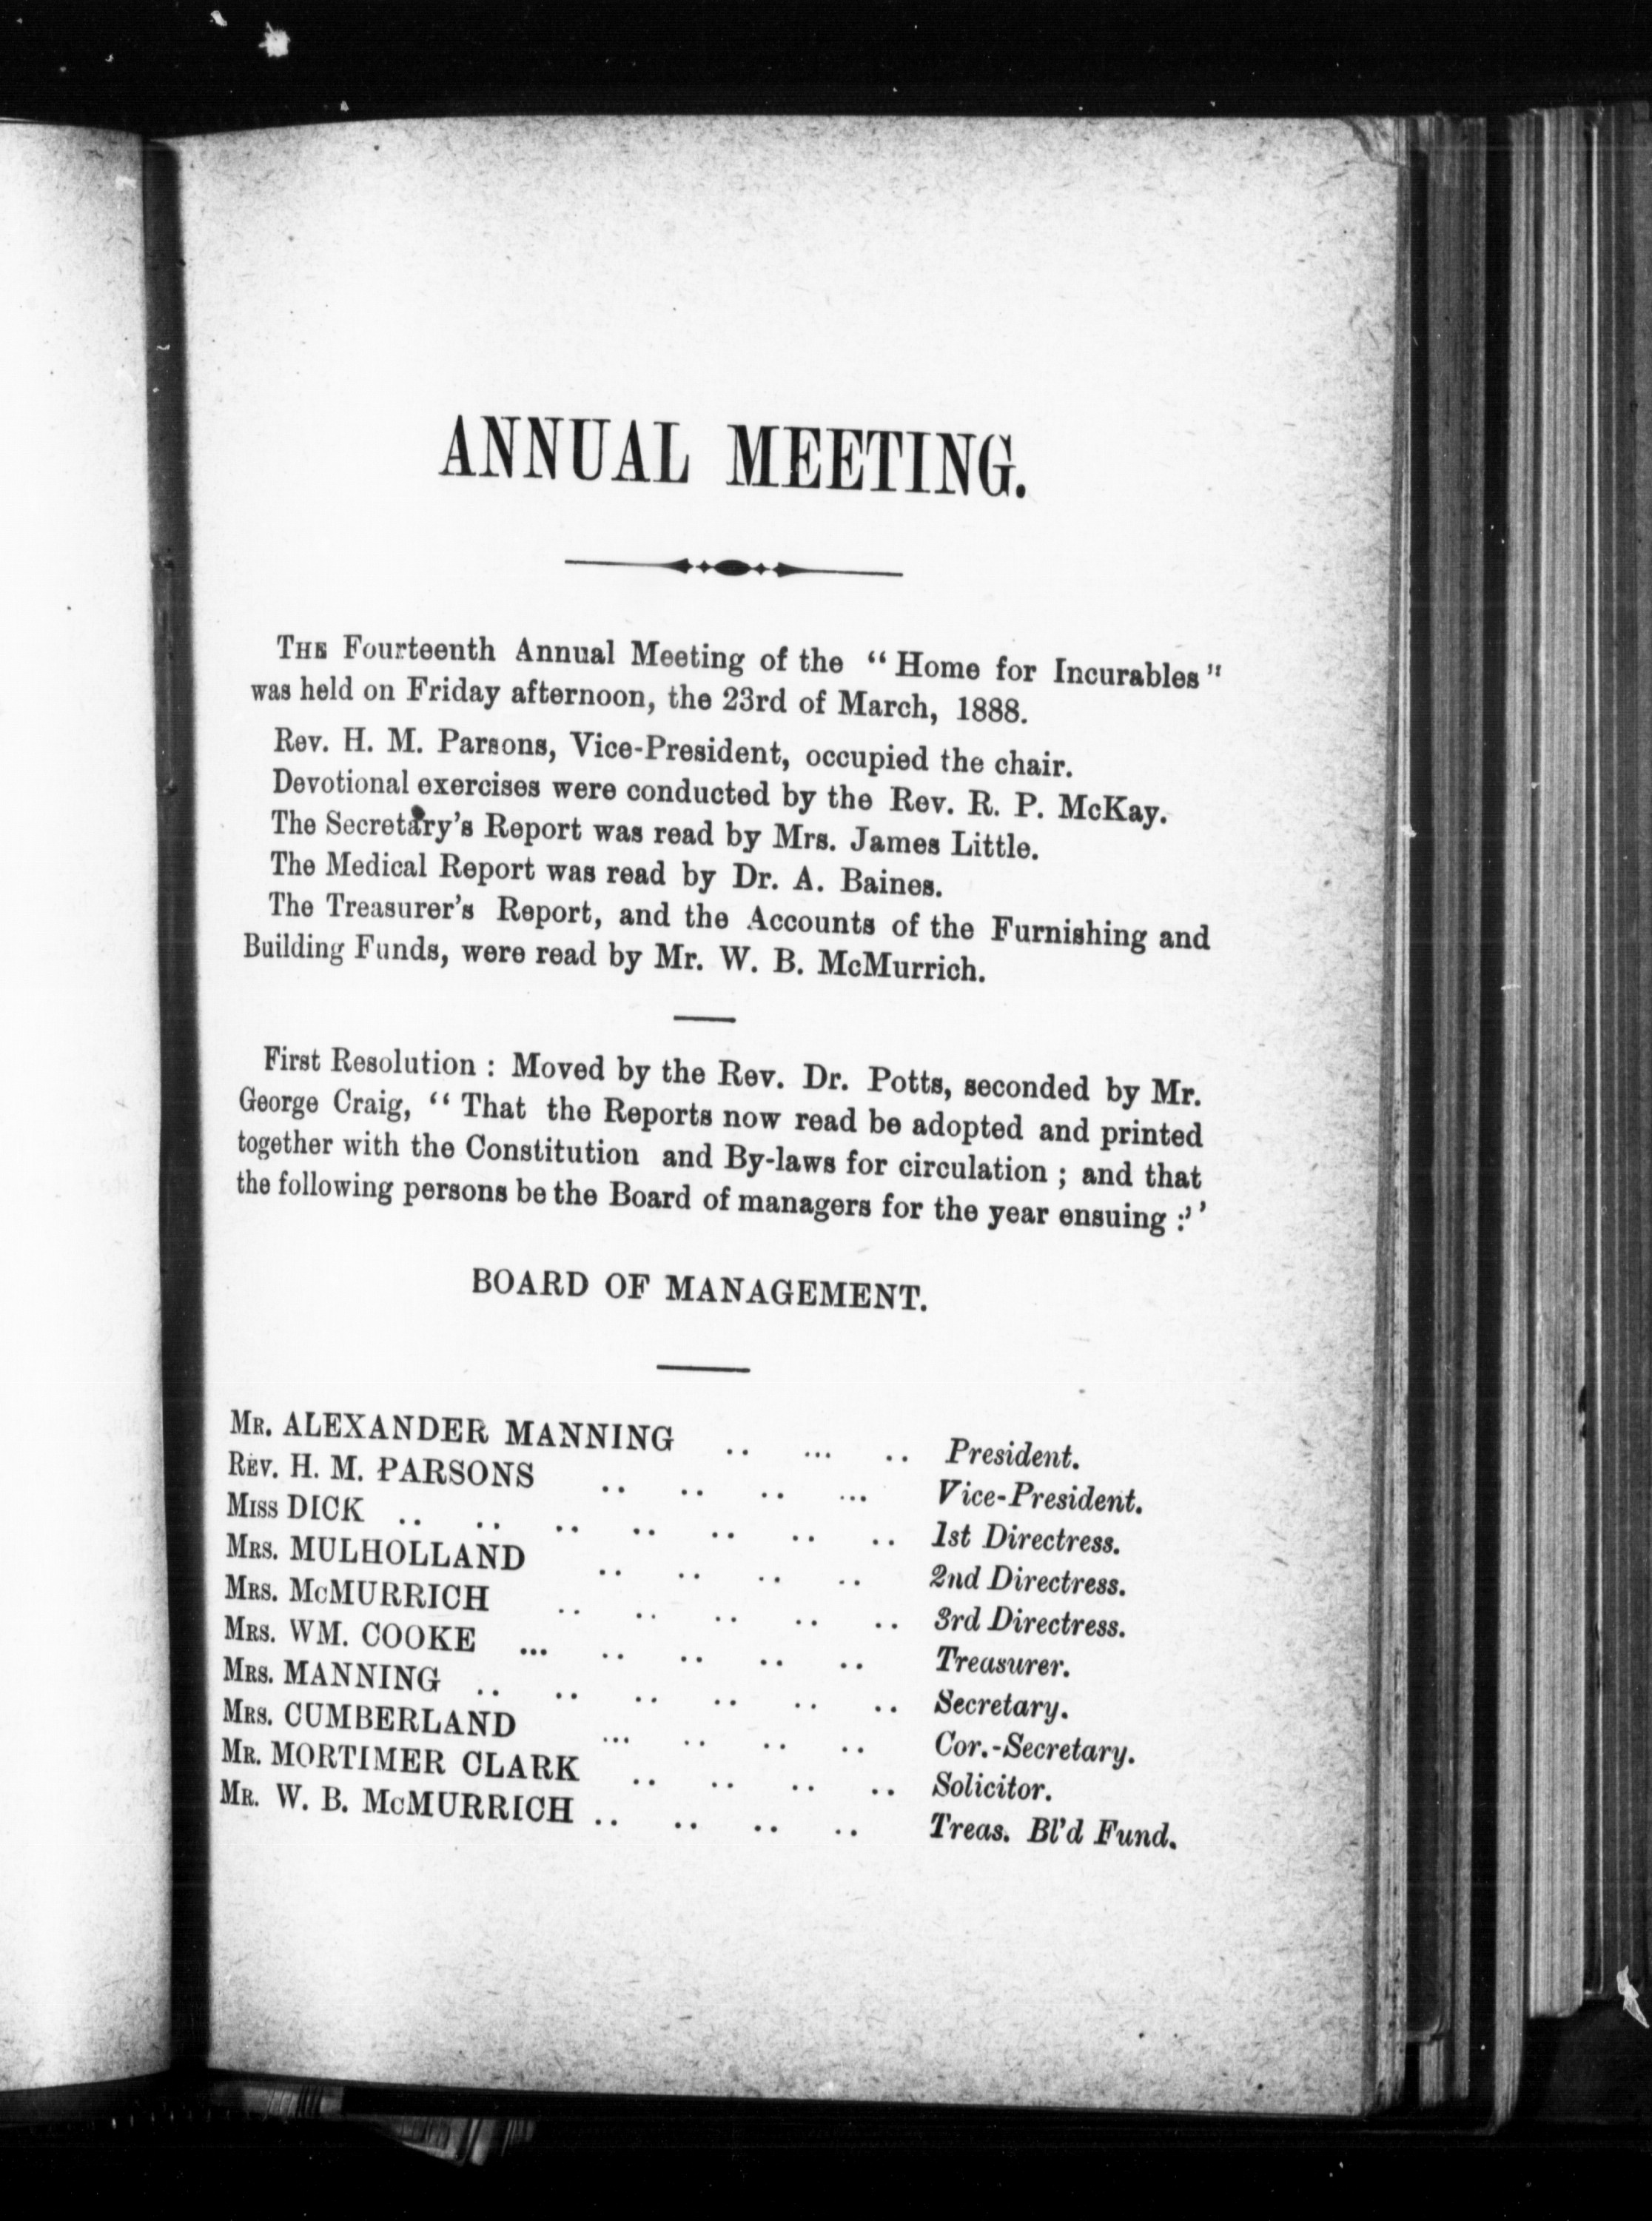 ANNUAL MEETING.
THE Fourteenth Annual Meeting of the “Home for Incurables”
was held on Friday afternoon, the 23rd of March, 1888.
Rev. H. M. Parsons, Vice-President, occupied the chair.
Devotional exercises were conducted by the Rev. R. P. McKay.
The Secretary's Report was read by Mrs. James Little.
The Medical Report was read by Dr. A. Baines.
The Treasurer's Report, and the Accounts of the Furnishing and
Building Funds, were read by Mr. W. B. McMurrich.
First Resolution : Moved by the Rev. Dr. Potts, seconded by Mr.
George Craig, “That the Reports now read be adopted and printed
together with the Constitution and By-laws for circulation ; and that
the following persons be the Board of managers for the year ensuing :’’
BOARD OF MANAGEMENT.
MR. ALEXANDER MANNING .. ... .. President.
REV. H. M. PARSONS .. .. .. ... Vice-President.
MISS DICK .. .. .. .. .. .. .. 1st Directress.
MRS. MULHOLLAND .. .. .. .. 2nd Directress.
MRS. McMURRICH .. .. .. .. .. 3rd Directress.
MRS. WM. COOKE ... .. .. .. .. Treasurer.
MRS. MANNING .. .. .. .. .. .. Secretary.
MRS. CUMBERLAND ... .. .. .. Cor.-Secretary.
MR. MORTIMER CLARK .. .. .. .. Solicitor.
MR. W. B. McMURRICH .. .. .. .. Treas. Bl'd Fund.